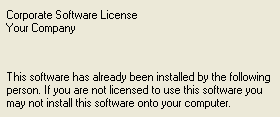 Corporate Software License
Your Company
This software has already been installed by the following
person. If you are not licensed to use this software you
may not install this software onto your computer.